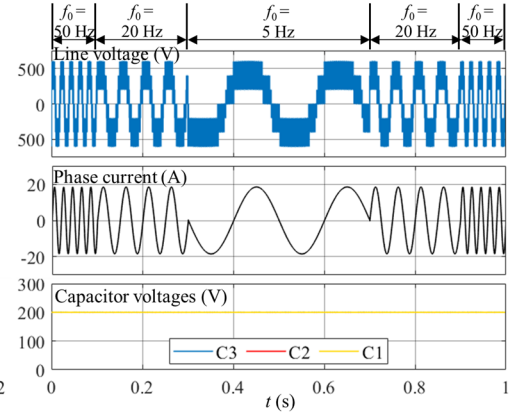 f₀ = f₀ = f₀ = f₀ = f₀ =
50 Hz 20 Hz 5 Hz 20 Hz 50 Hz
Line voltage (V)
500
0
500
Phase current (A)
20
0
-20
300
Capacitor voltages (V)
200
100
C3 C2 C1
0
2 0 0.2 0.4 0.6 0.8 1
t (s)